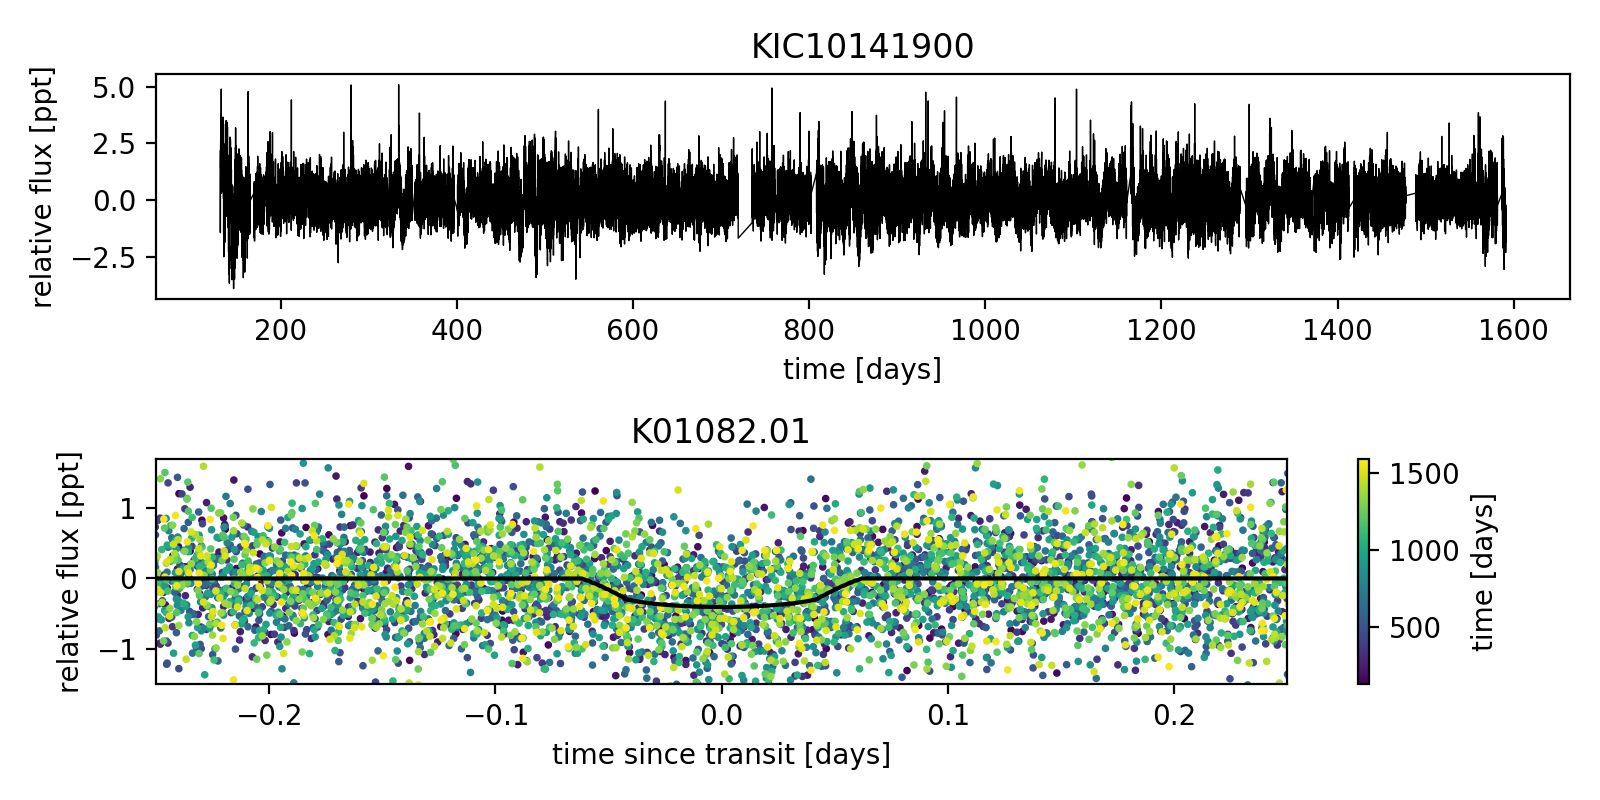 KIC10141900
relative flux [ppt]
5.0
2.5
0.0
−2.5
200 400 600 800 1000 1200 1400 1600
time [days]
K01082.01
relative flux [ppt]
1
0
−1
−0.2 −0.1 0.0 0.1 0.2
time since transit [days]
1500
1000
500
time [days]